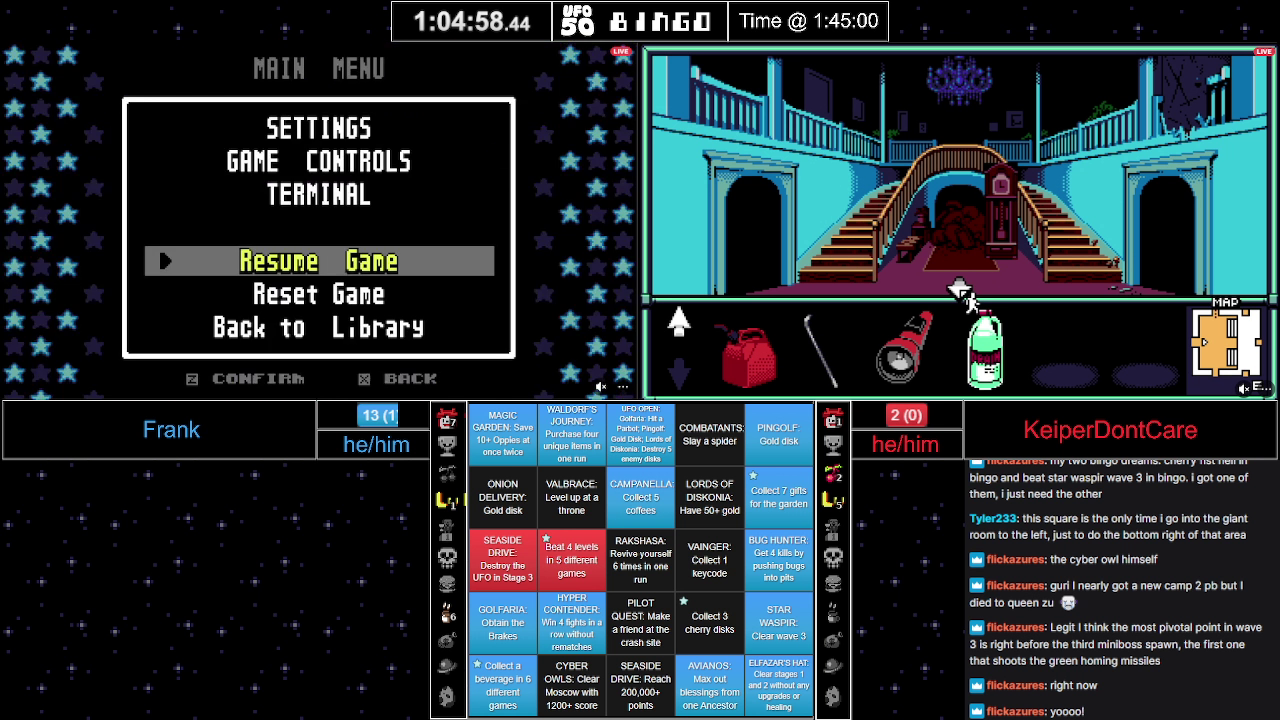 1:04:58.44
UFO 50
BINGO
Time @ 1:45:00
LIVE
LIVE
MAIN MENU
SETTINGS
GAME CONTROLS
TERMINAL
Resume Game
Reset Game
Back to Library
Z CONFIRM
X BACK
MAP
Frank
13 (1)
he/him
2 (0)
he/him
KeiperDontCare
MAGIC
GARDEN: Save
10+ Oppies at
once twice
WALDORF'S
JOURNEY:
Purchase four
unique items in
one run
UFO OPEN:
Golfaria: Hit a
Parbot; Pingolf:
Gold Disk; Lords of
Diskonia: Destroy 5
enemy disks
COMBATANTS:
Slay a spider
PINGOLF:
Gold disk
ONION
DELIVERY:
Gold disk
VALBRACE:
Level up at a
throne
CAMPANELLA:
Collect 5
coffees
LORDS OF
DISKONIA:
Have 50+ gold
Collect 7 gifts
for the garden
SEASIDE
DRIVE:
Destroy the
UFO in Stage 3
Beat 4 levels
in 5 different
games
RAKSHASA:
Revive yourself
6 times in one
run
VAINGER:
Collect 1
keycode
BUG HUNTER:
Get 4 kills by
pushing bugs
into pits
GOLFARIA:
Obtain the
Brakes
HYPER
CONTENDER:
Win 4 fights in a
row without
rematches
PILOT
QUEST: Make
a friend at the
crash site
Collect 3
cherry disks
STAR
WASPIR:
Clear wave 3
Collect a
beverage in 6
different
games
CYBER
OWLS: Clear
Moscow with
1200+ score
SEASIDE
DRIVE: Reach
200,000+
points
AVIANOS:
Max out
blessings from
one Ancestor
ELFAZAR'S HAT:
Clear stages 1
and 2 without any
upgrades or
healing
7
1
6
1
2
5
flickazures: my two bingo dreams. cherry fist hell in
bingo and beat star waspir wave 3 in bingo. i got one
of them, i just need the other
Tyler233: this square is the only time i go into the giant
room to the left, just to do the bottom right of that area
flickazures: the cyber owl himself
flickazures: gurl I nearly got a new camp 2 pb but I
died to queen zu
flickazures: Legit I think the most pivotal point in wave
3 is right before the third miniboss spawn, the first one
that shoots the green homing missiles
flickazures: right now
flickazures: yoooo!